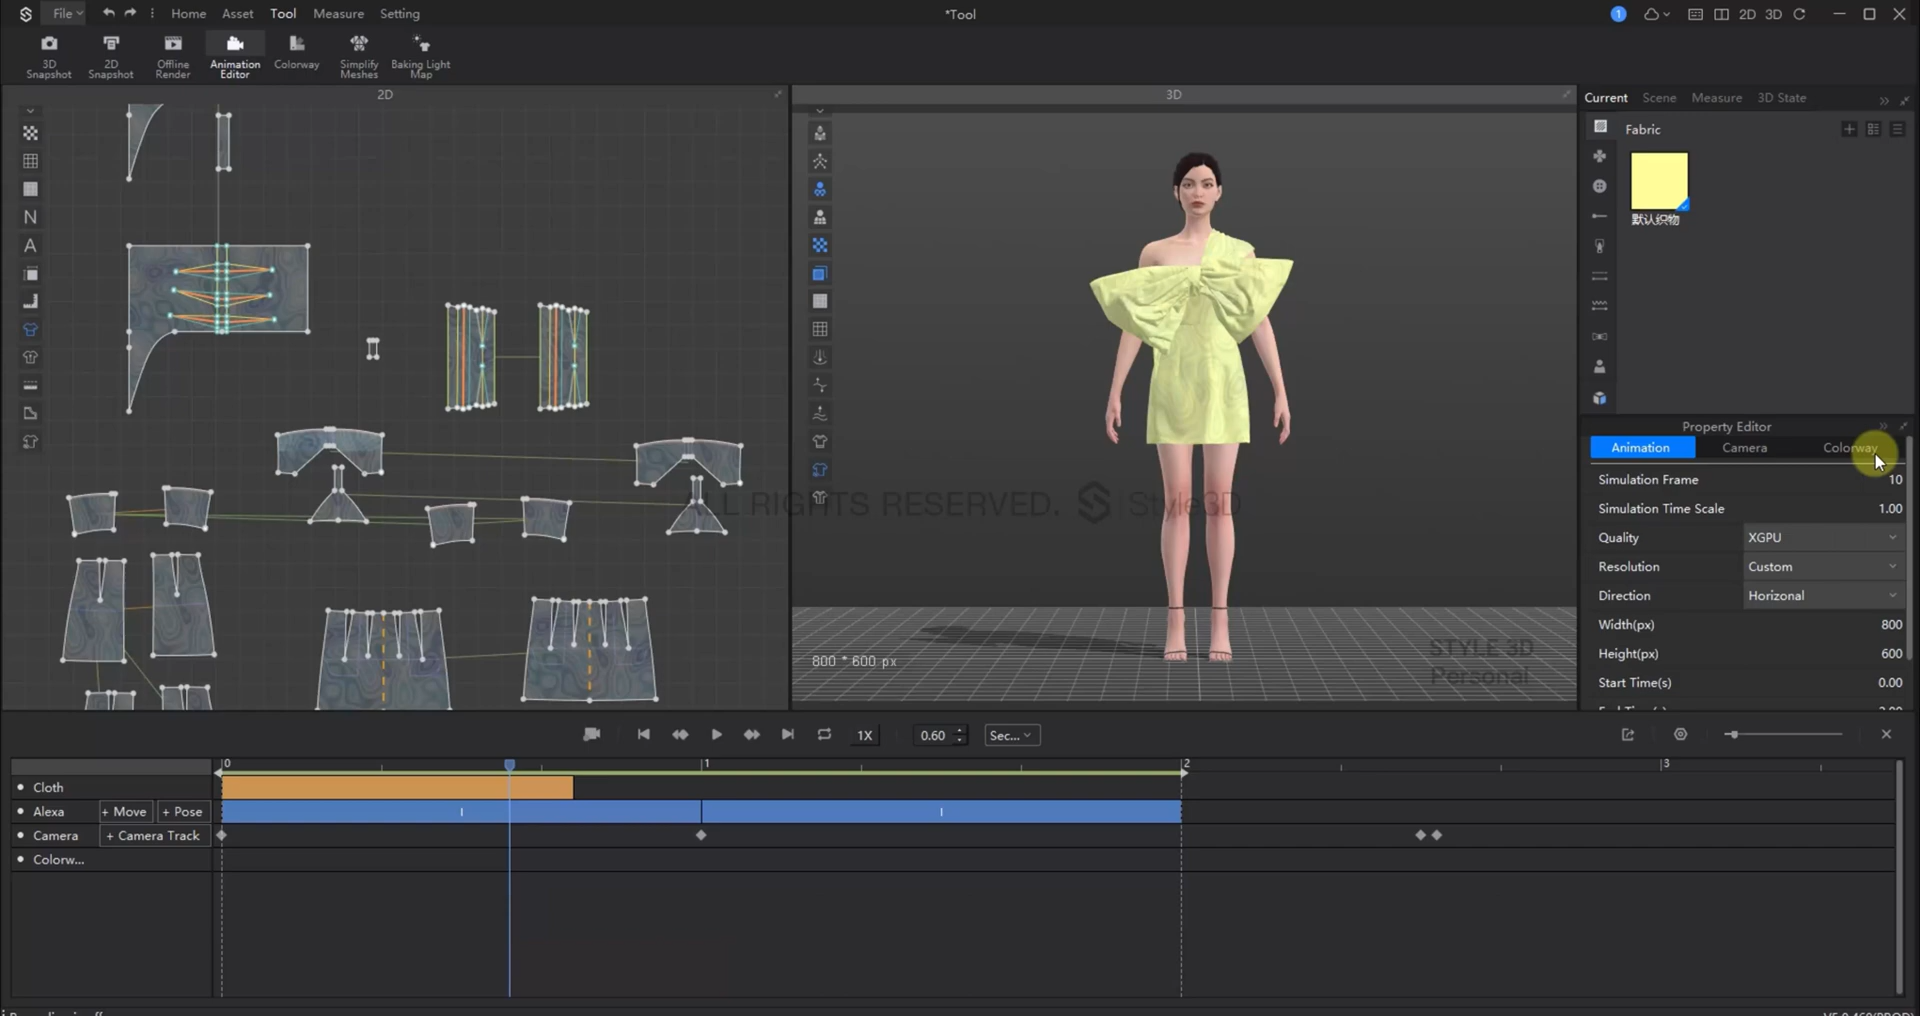 File
Home
Asset
Tool
Measure
Setting
*Tool
1
2D
3D
3D Snapshot
2D Snapshot
Offline Render
Animation Editor
Colorway
Simplify Meshes
Baking Light Map
2D
3D
Current
Scene
Measure
3D State
Fabric
默认织物
N
A
ALL RIGHTS RESERVED. Style3D
800 * 600 px
STYLE 3D
Personal
Property Editor
Animation
Camera
Colorway
Simulation Frame 10
Simulation Time Scale 1.00
Quality XGPU
Resolution Custom
Direction Horizonal
Width(px) 800
Height(px) 600
Start Time(s) 0.00
1X
0.60
Sec...
0 1 2 3
Cloth
Alexa + Move + Pose
Camera + Camera Track
Colorw...